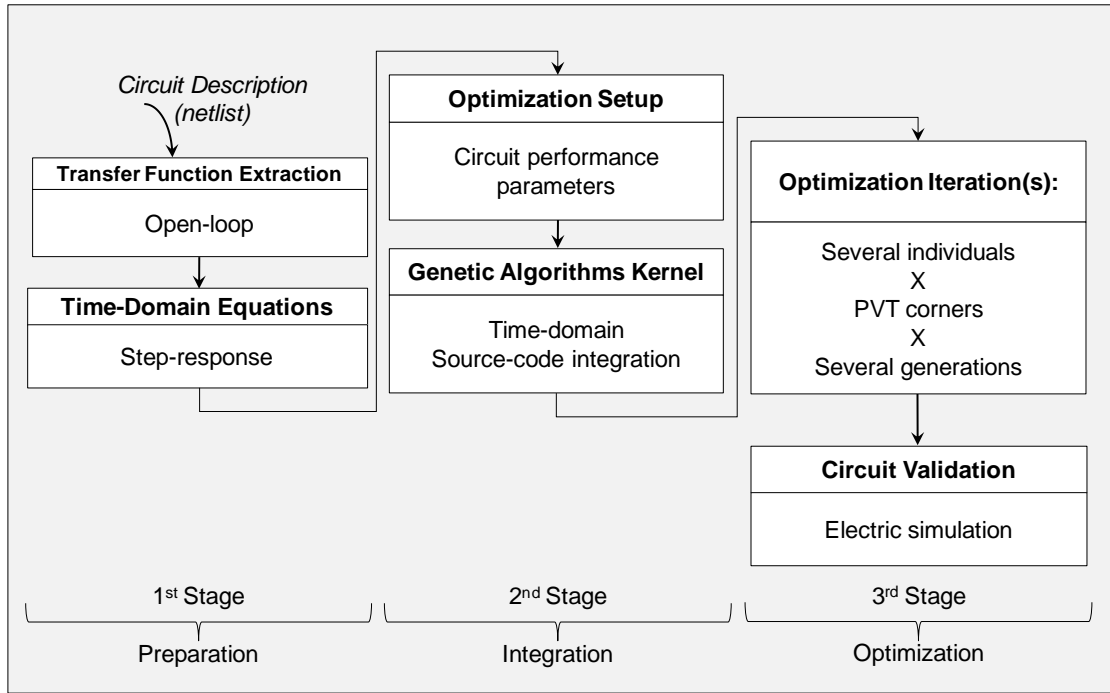 Circuit Description
(netlist)
Transfer Function Extraction
Open-loop
Time-Domain Equations
Step-response
Optimization Setup
Circuit performance
parameters
Genetic Algorithms Kernel
Time-domain
Source-code integration
Optimization Iteration(s):
Several individuals
X
PVT corners
X
Several generations
Circuit Validation
Electric simulation
1st Stage
Preparation
2nd Stage
Integration
3rd Stage
Optimization